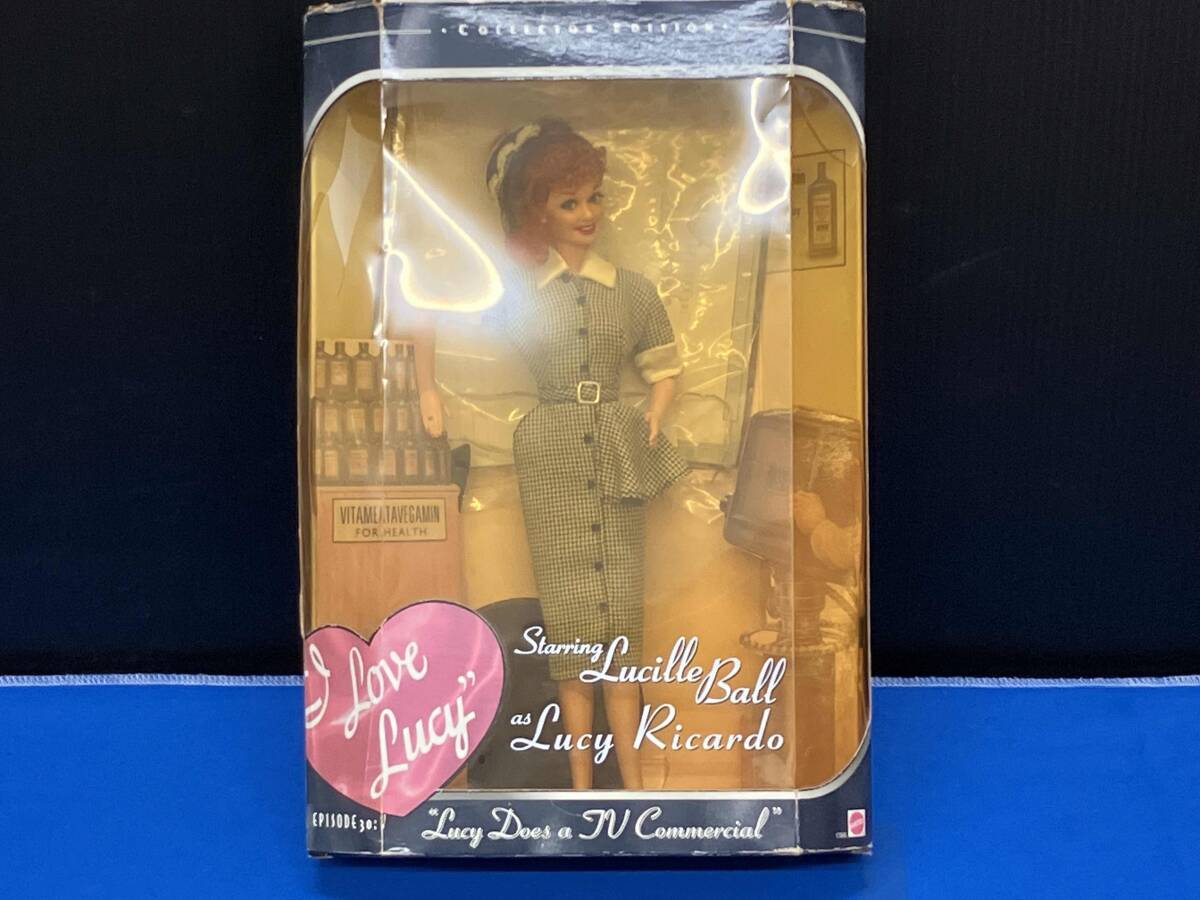 · COLLECTOR EDITION ·
VITAMEATAVEGAMIN
FOR HEALTH
"I Love
Lucy"
Starring Lucille Ball
as Lucy Ricardo
EPISODE 30:
"Lucy Does a TV Commercial"